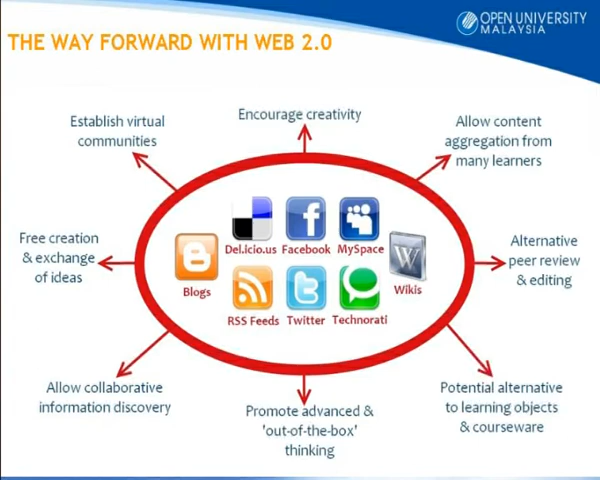 OPEN UNIVERSITY
MALAYSIA
THE WAY FORWARD WITH WEB 2.0
Establish virtual
communities
Encourage creativity
Allow content
aggregation from
many learners
Free creation
& exchange
of ideas
Del.icio.us
Facebook
MySpace
Blogs
W
Wikis
RSS Feeds
Twitter
Technorati
Alternative
peer review
& editing
Allow collaborative
information discovery
Promote advanced &
'out-of-the-box'
thinking
Potential alternative
to learning objects
& courseware